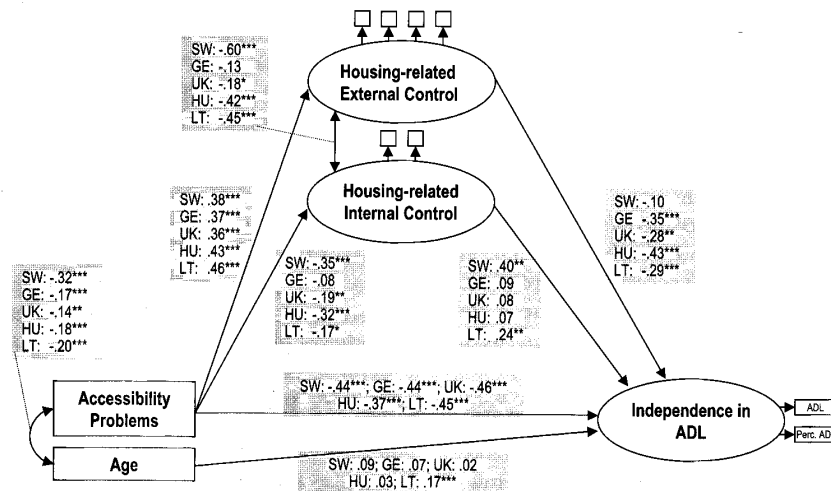 SW: -.60***
GE: -.13
UK: -.18*
HU: -.42***
LT: -.45***
Housing-related
External Control
Housing-related
Internal Control
SW: .38***
GE: .37***
UK: .36***
HU: .43***
LT: .46***
SW: -.10
GE -.35***
UK: -.28**
HU: -.43***
LT: -.29***
SW: -.35***
GE: -.08
UK: -.19**
HU: -.32***
LT: -.17*
SW: .40**
GE: .09
UK: .08
HU: .07
LT: .24**
SW: -.32***
GE: -.17***
UK: -.14**
HU: -.18***
LT: -.20***
Accessibility
Problems
SW: -.44***; GE: -.44***; UK: -.46***
HU: -.37***; LT: -.45***
Independence in
ADL
ADL
Perc. AD
Age
SW: .09; GE: .07; UK: .02
HU: .03; LT: .17***